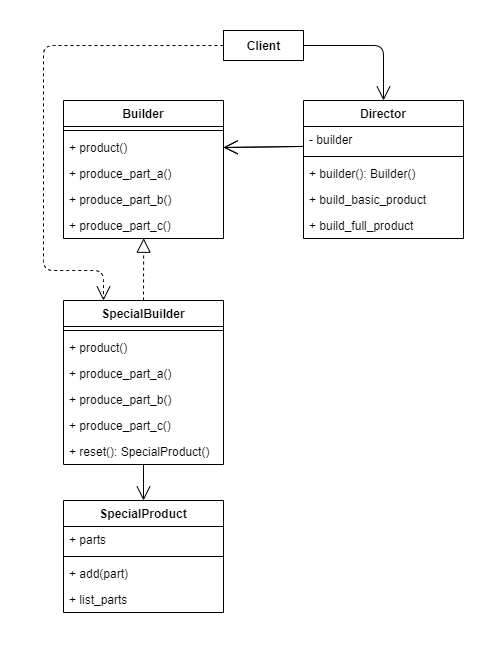 Client
Builder
+ product()
+ produce_part_a()
+ produce_part_b()
+ produce_part_c()
Director
- builder
+ builder(): Builder()
+ build_basic_product
+ build_full_product
SpecialBuilder
+ product()
+ produce_part_a()
+ produce_part_b()
+ produce_part_c()
+ reset(): SpecialProduct()
SpecialProduct
+ parts
+ add(part)
+ list_parts